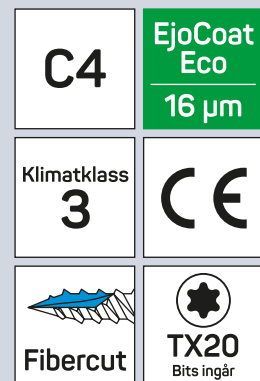 C4
EjoCoat
Eco
16 µm
Klimatklass
3
CE
Fibercut
TX20
Bits ingår